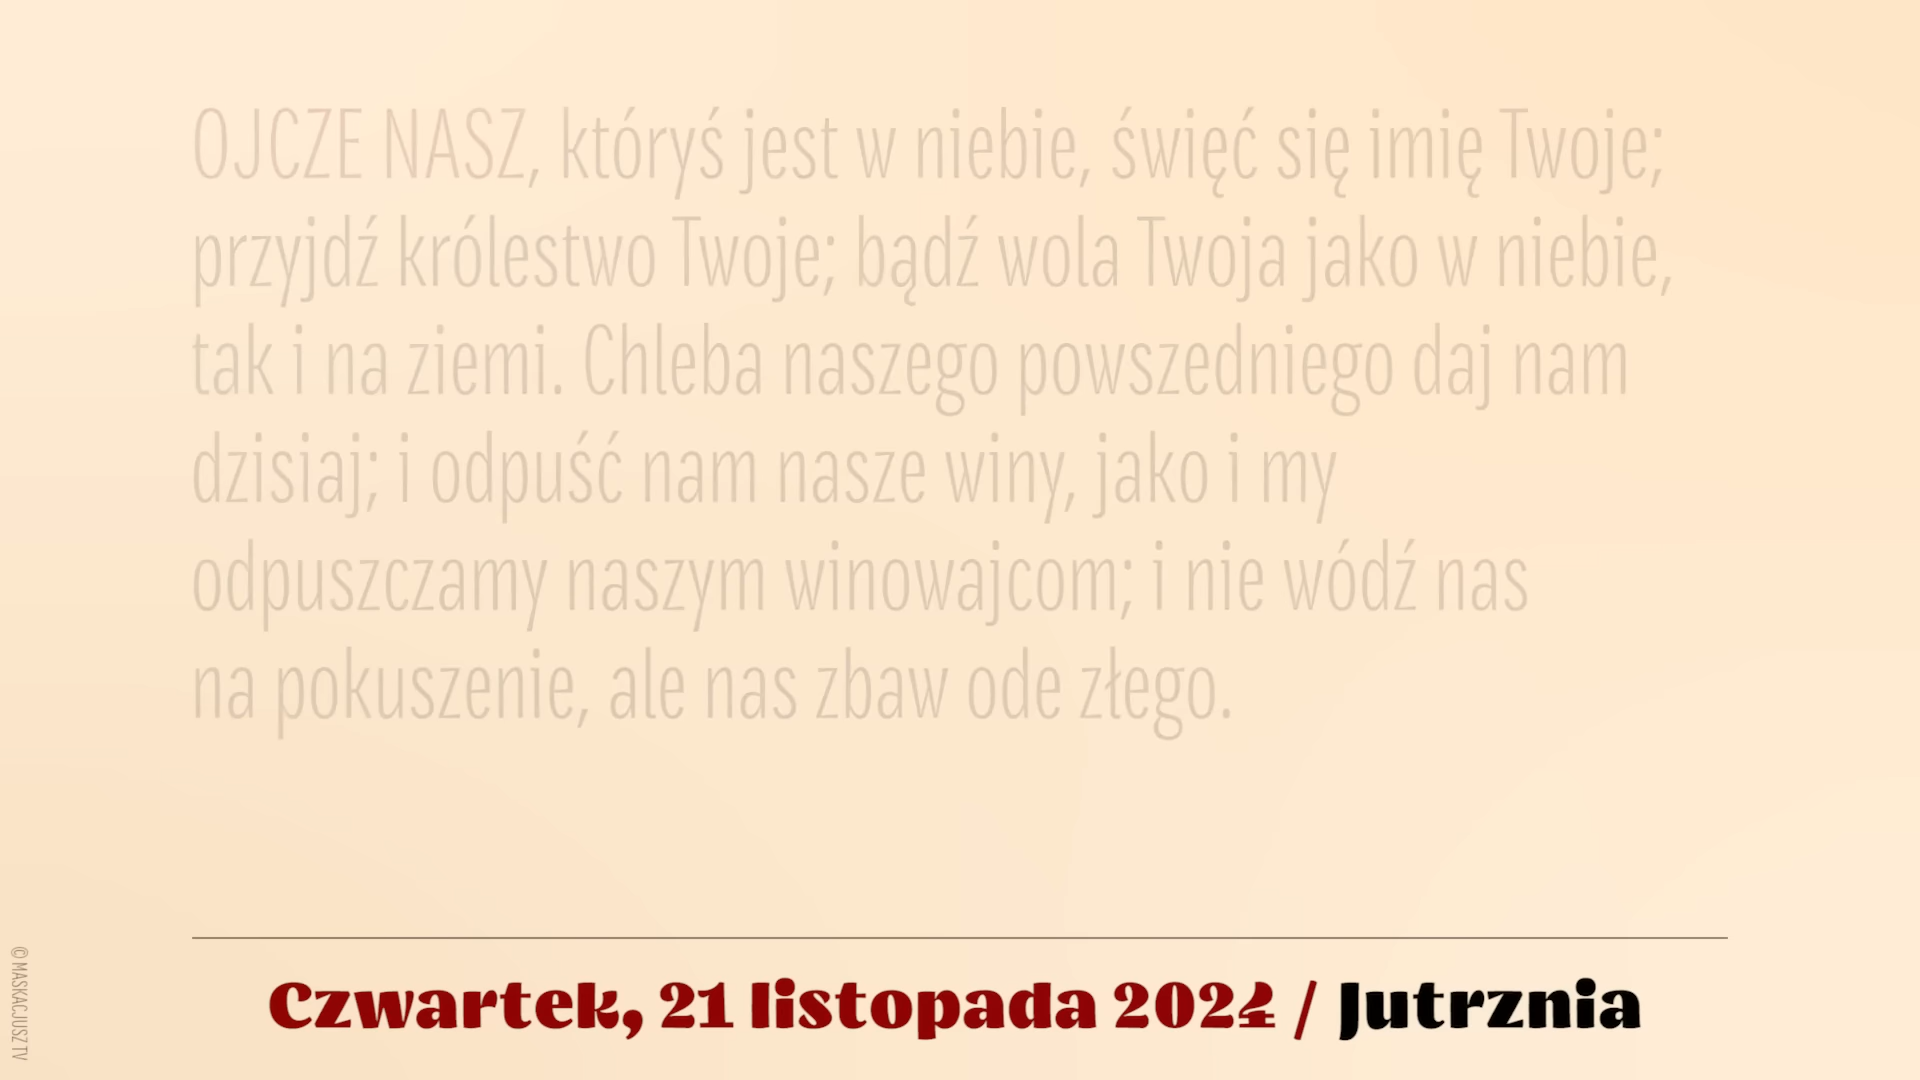 OJCZE NASZ, któryś jest w niebie, święć się imię Twoje;
przyjdź królestwo Twoje; bądź wola Twoja jako w niebie,
tak i na ziemi. Chleba naszego powszedniego daj nam
dzisiaj; i odpuść nam nasze winy, jako i my
odpuszczamy naszym winowajcom; i nie wódź nas
na pokuszenie, ale nas zbaw ode złego.
Czwartek, 21 listopada 2024 / Jutrznia
© MASKACJUSZ TV